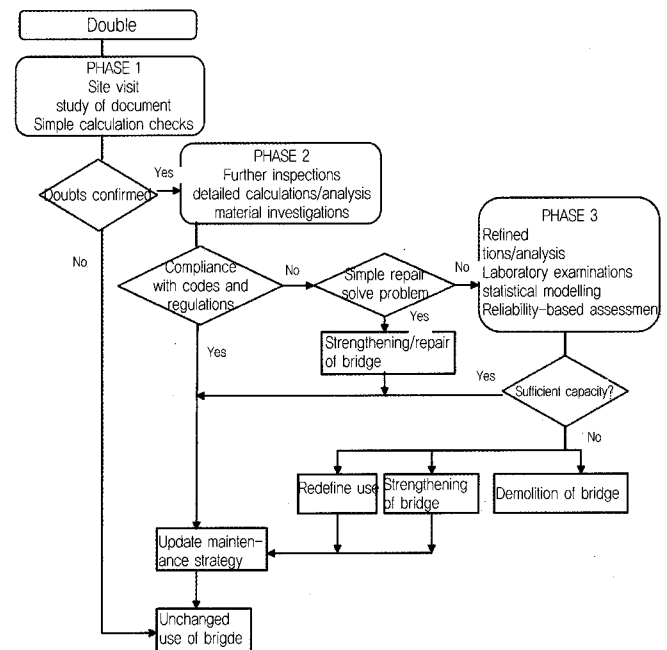 Double
PHASE 1
Site visit
study of document
Simple calculation checks
Doubts confirmed
Yes
No
PHASE 2
Further inspections
detailed calculations/analysis
material investigations
Compliance
with codes and
regulations
No
Yes
Simple repair
solve problem
No
Yes
Strengthening/repair
of bridge
PHASE 3
Refined
tions/analysis
Laboratory examinations
statistical modelling
Reliability-based assessment
Sufficient capacity?
Yes
No
Redefine use
Strengthening
of bridge
Demolition of bridge
Update mainten-
ance strategy
Unchanged
use of brigde